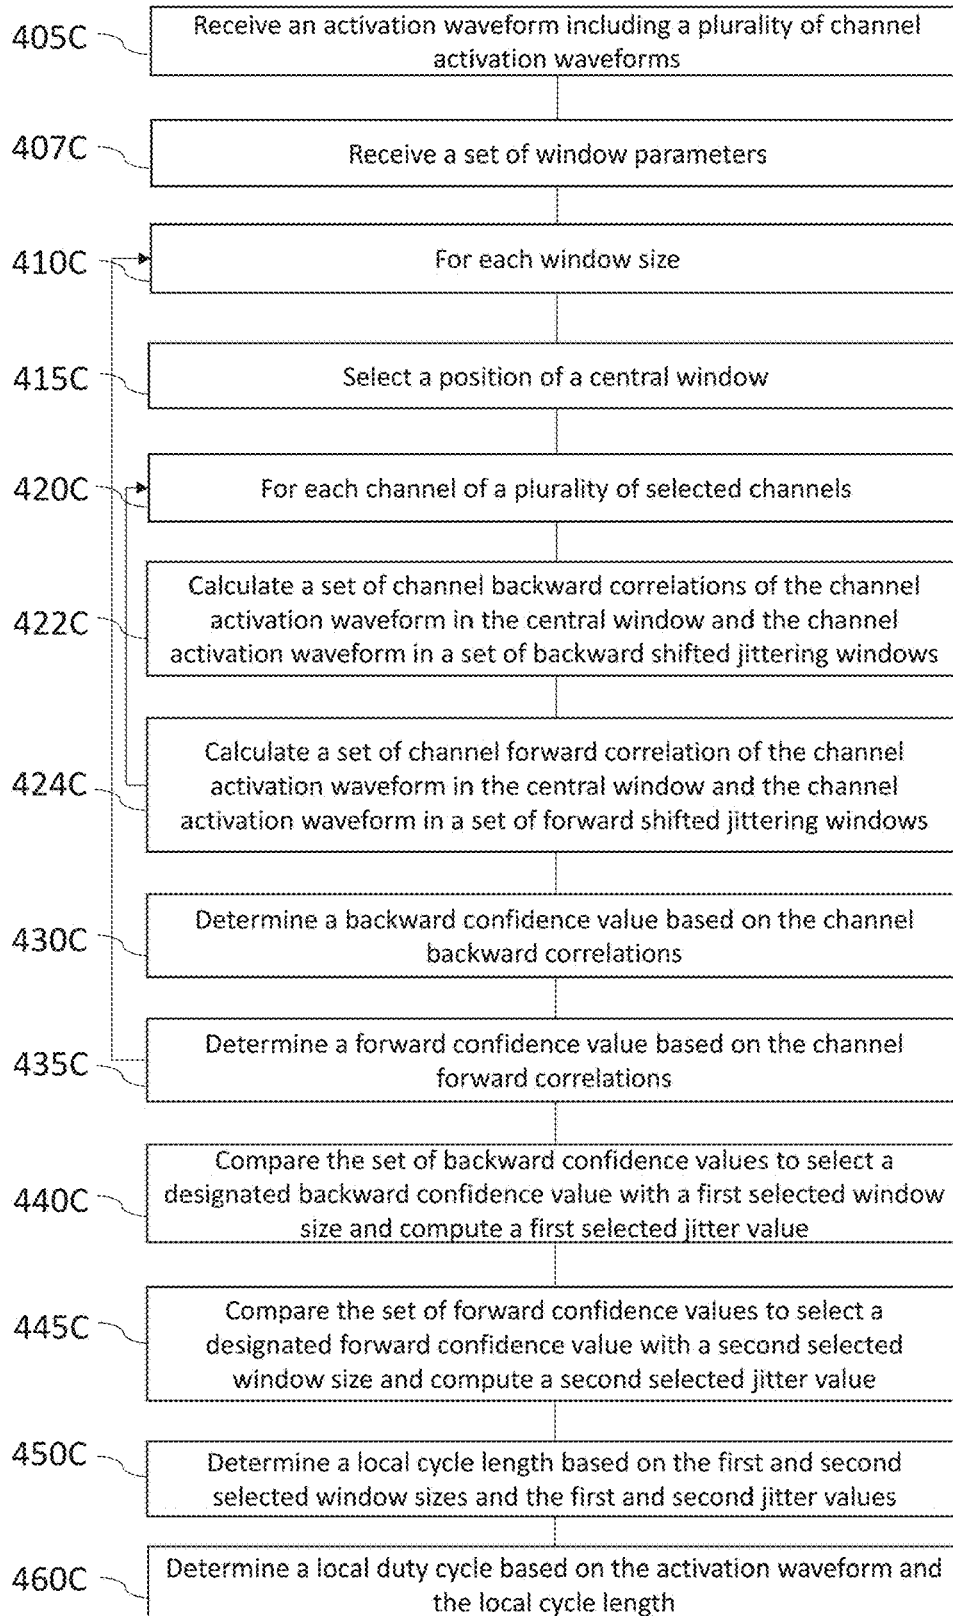 405C
Receive an activation waveform including a plurality of channel
activation waveforms
407C
Receive a set of window parameters
410C
For each window size
415C
Select a position of a central window
420C
For each channel of a plurality of selected channels
422C
Calculate a set of channel backward correlations of the channel
activation waveform in the central window and the channel
activation waveform in a set of backward shifted jittering windows
424C
Calculate a set of channel forward correlation of the channel
activation waveform in the central window and the channel
activation waveform in a set of forward shifted jittering windows
430C
Determine a backward confidence value based on the channel
backward correlations
435C
Determine a forward confidence value based on the channel
forward correlations
440C
Compare the set of backward confidence values to select a
designated backward confidence value with a first selected window
size and compute a first selected jitter value
445C
Compare the set of forward confidence values to select a
designated forward confidence value with a second selected
window size and compute a second selected jitter value
450C
Determine a local cycle length based on the first and second
selected window sizes and the first and second jitter values
460C
Determine a local duty cycle based on the activation waveform and
the local cycle length